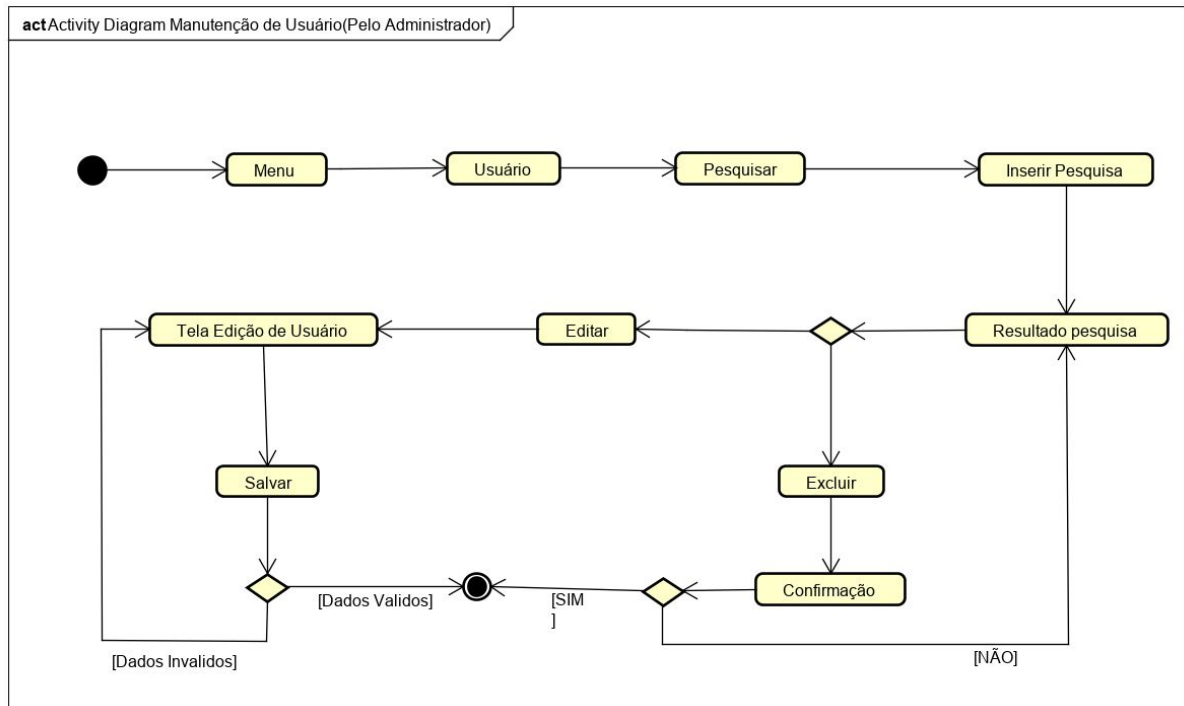 act Activity Diagram Manutenção de Usuário(Pelo Administrador)
Menu
Usuário
Pesquisar
Inserir Pesquisa
Tela Edição de Usuário
Editar
Resultado pesquisa
Salvar
Excluir
Confirmação
[Dados Validos]
[SIM
]
[Dados Invalidos]
[NÃO]